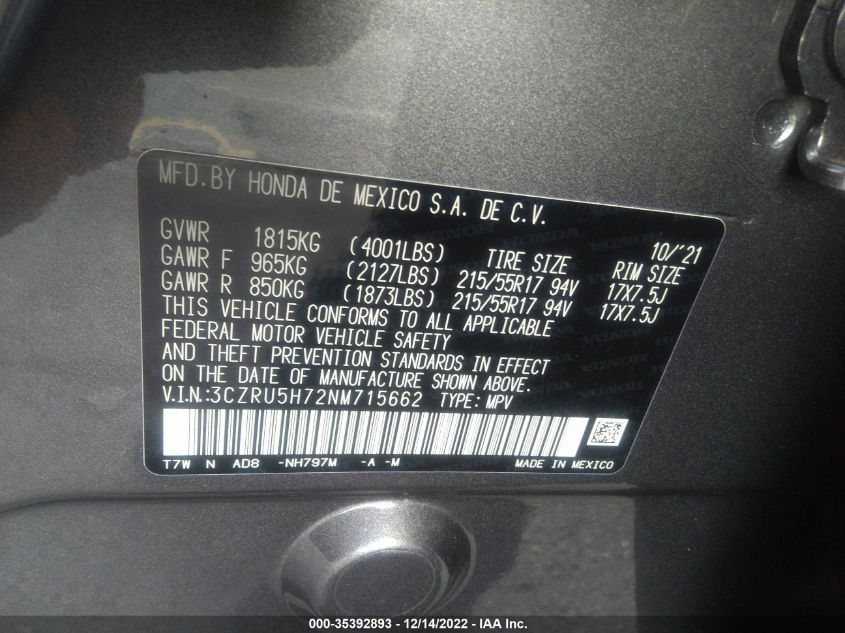 MFD. BY HONDA DE MEXICO S.A. DE C.V.
10/'21
GVWR 1815KG (4001LBS) TIRE SIZE RIM SIZE
GAWR F 965KG (2127LBS) 215/55R17 94V 17X7.5J
GAWR R 850KG (1873LBS) 215/55R17 94V 17X7.5J
THIS VEHICLE CONFORMS TO ALL APPLICABLE
FEDERAL MOTOR VEHICLE SAFETY
AND THEFT PREVENTION STANDARDS IN EFFECT
ON THE DATE OF MANUFACTURE SHOWN ABOVE.
V.I.N.:3CZRU5H72NM715662 TYPE: MPV
T7W N AD8 -NH797M -A -M MADE IN MEXICO
000-35392893 - 12/14/2022 - IAA Inc.